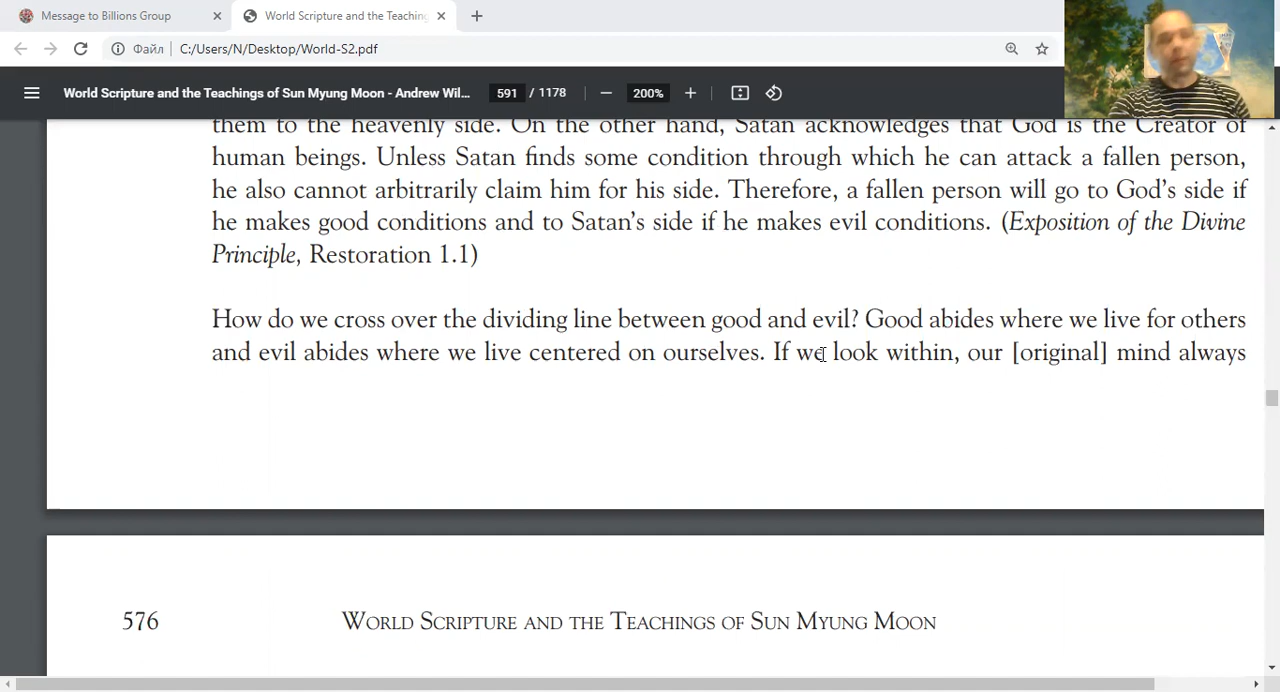 Message to Billions Group
World Scripture and the Teaching
Файл
C:/Users/N/Desktop/World-S2.pdf
World Scripture and the Teachings of Sun Myung Moon - Andrew Wil...
591 / 1178
200%
them to the heavenly side. On the other hand, Satan acknowledges that God is the Creator of
human beings. Unless Satan finds some condition through which he can attack a fallen person,
he also cannot arbitrarily claim him for his side. Therefore, a fallen person will go to God's side if
he makes good conditions and to Satan's side if he makes evil conditions. (Exposition of the Divine
Principle, Restoration 1.1)
How do we cross over the dividing line between good and evil? Good abides where we live for others
and evil abides where we live centered on ourselves. If we look within, our [original] mind always
576
World Scripture and the Teachings of Sun Myung Moon